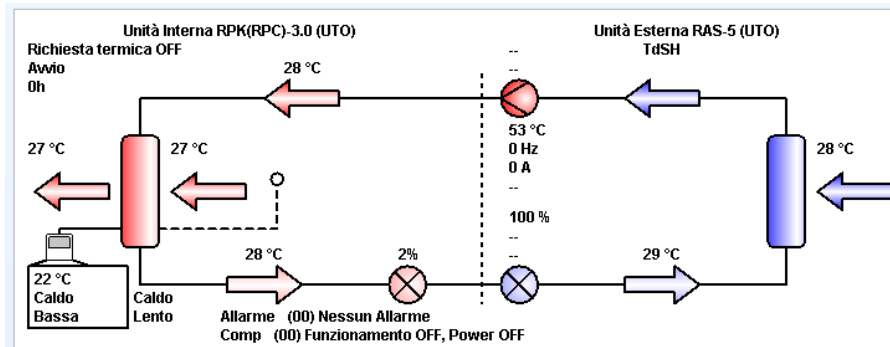 Unità Interna RPK(RPC)-3.0 (UTO)
Unità Esterna RAS-5 (UTO)
Richiesta termica OFF
--
TdSH
Avvio
--
28 °C
0h
53 °C
27 °C
27 °C
0 Hz
28 °C
0 A
--
100 %
--
28 °C
2%
--
29 °C
22 °C
Caldo
Caldo
Bassa
Lento
Allarme (00) Nessun Allarme
Comp (00) Funzionamento OFF, Power OFF